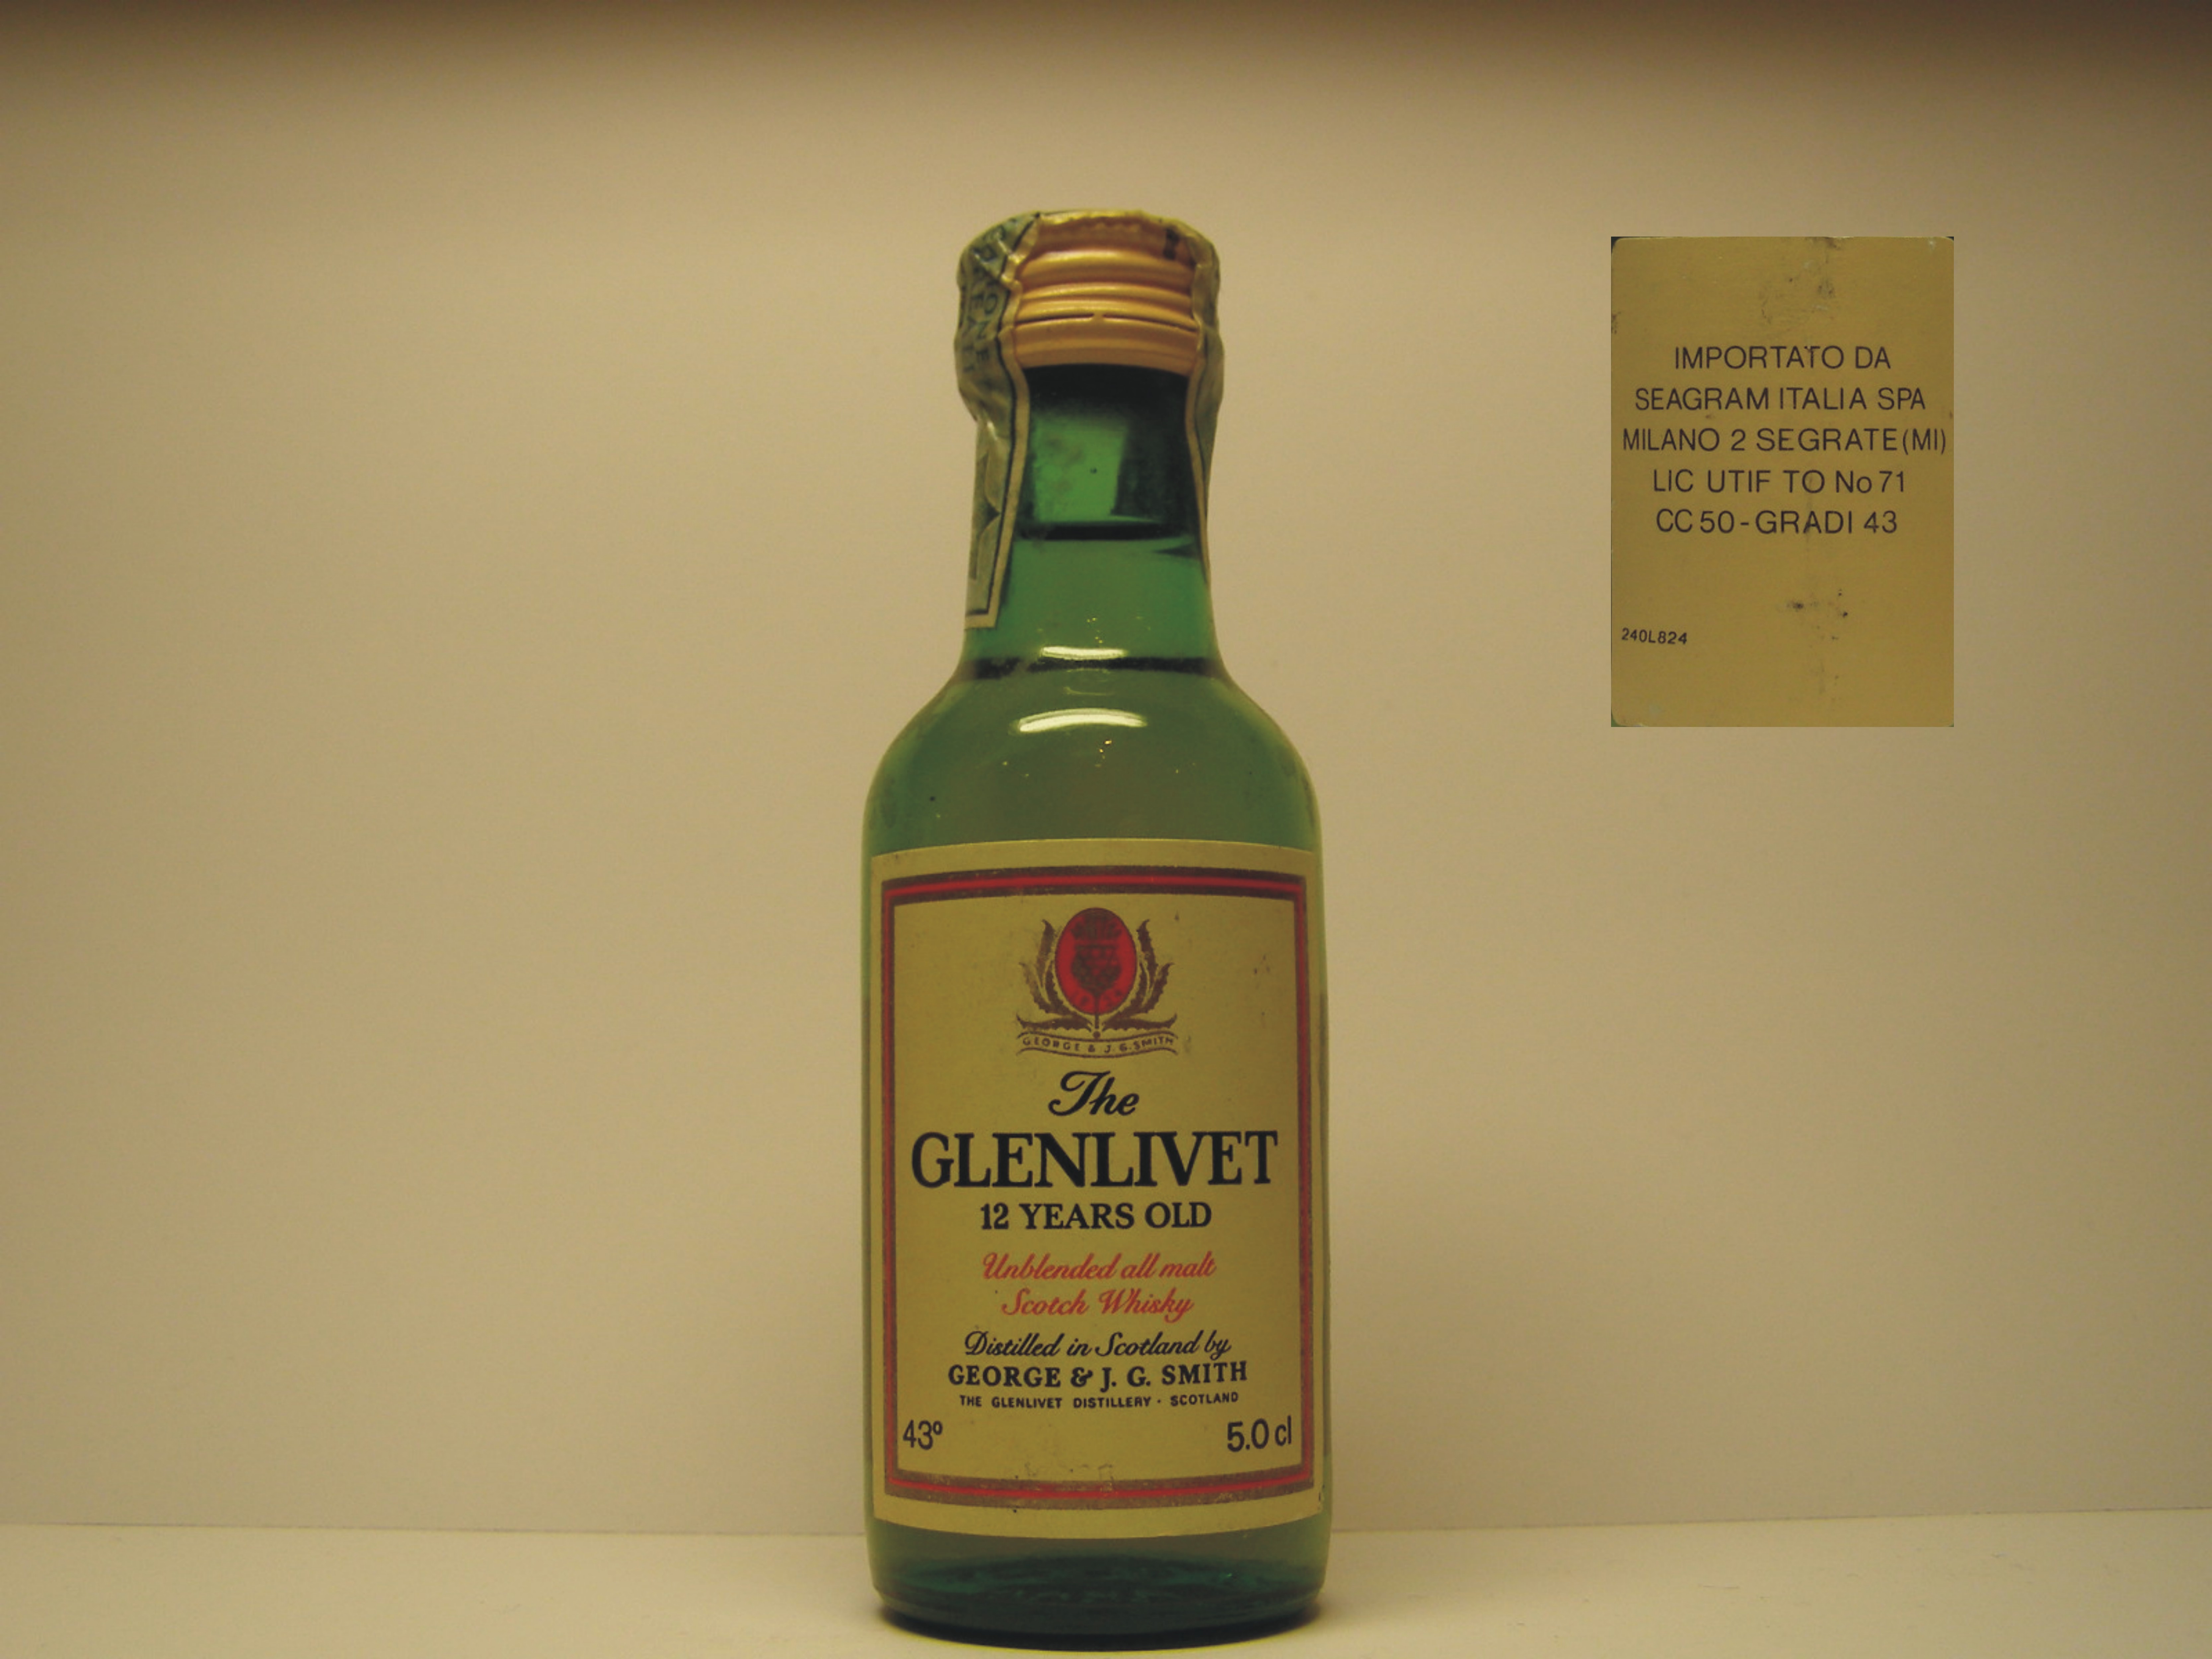 GEORGE & J. G. SMITH
The
GLENLIVET
12 YEARS OLD
Unblended all malt
Scotch Whisky
Distilled in Scotland by
GEORGE & J. G. SMITH
THE GLENLIVET DISTILLERY · SCOTLAND
43º 5.0 cl
IMPORTATO DA
SEAGRAM ITALIA SPA
MILANO 2 SEGRATE (MI)
LIC UTIF TO No 71
CC 50 - GRADI 43
240L824